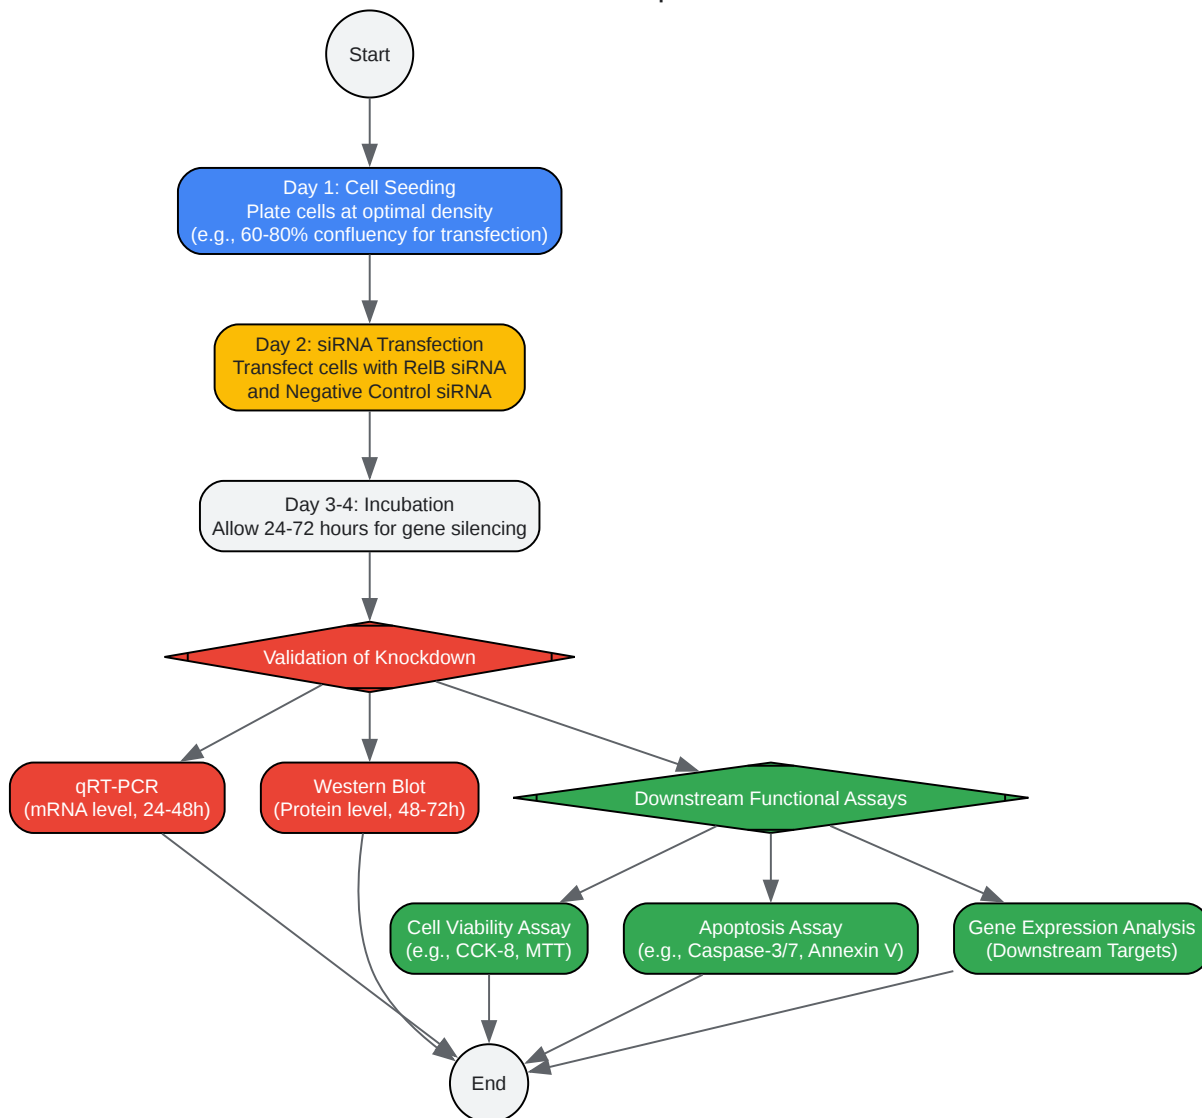 Start
Day 1: Cell Seeding
Plate cells at optimal density
(e.g., 60-80% confluency for transfection)
Day 2: siRNA Transfection
Transfect cells with RelB siRNA
and Negative Control siRNA
Day 3-4: Incubation
Allow 24-72 hours for gene silencing
Validation of Knockdown
qRT-PCR
(mRNA level, 24-48h)
Western Blot
(Protein level, 48-72h)
Downstream Functional Assays
Cell Viability Assay
(e.g., CCK-8, MTT)
Apoptosis Assay
(e.g., Caspase-3/7, Annexin V)
Gene Expression Analysis
(Downstream Targets)
End